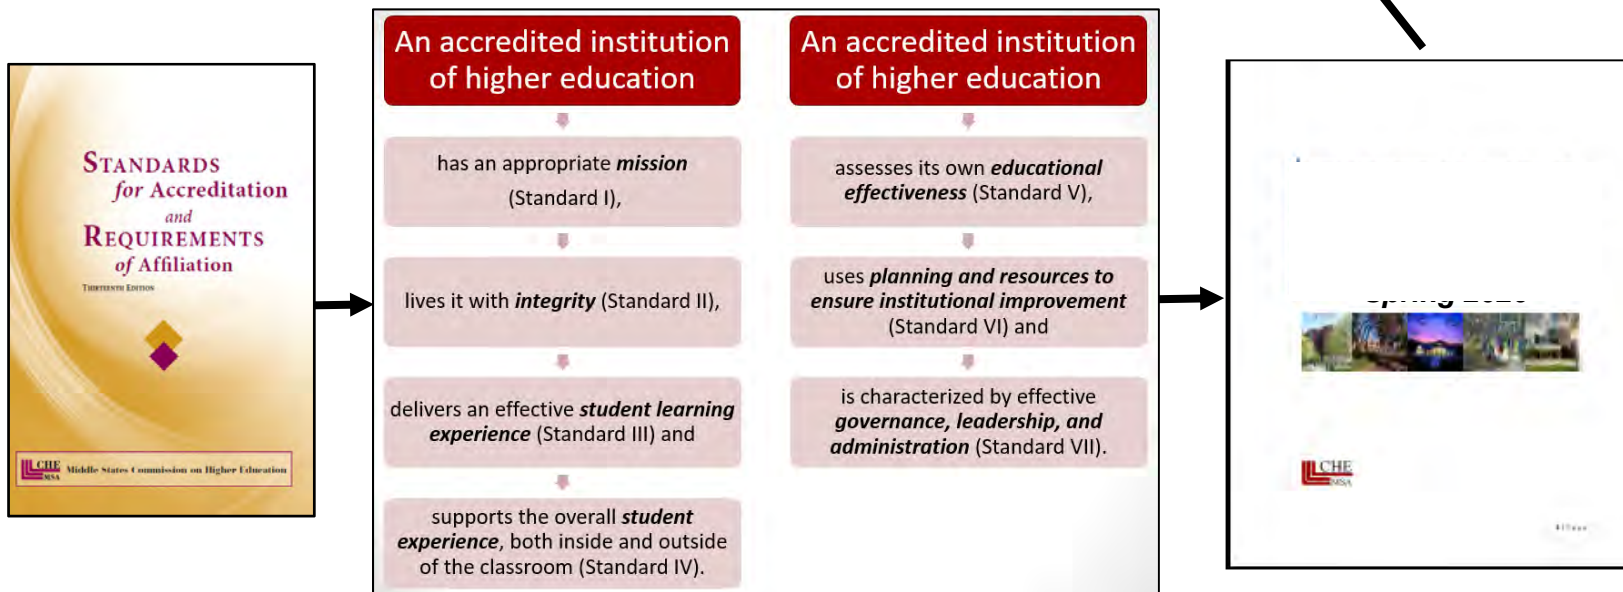 STANDARDS
for Accreditation
and
REQUIREMENTS
of Affiliation
THIRTEENTH EDITION
CHE
MSA
Middle States Commission on Higher Education
An accredited institution
of higher education
has an appropriate mission
(Standard I),
lives it with integrity (Standard II),
delivers an effective student learning
experience (Standard III) and
supports the overall student
experience, both inside and outside
of the classroom (Standard IV).
An accredited institution
of higher education
assesses its own educational
effectiveness (Standard V),
uses planning and resources to
ensure institutional improvement
(Standard VI) and
is characterized by effective
governance, leadership, and
administration (Standard VII).
CHE
MSA